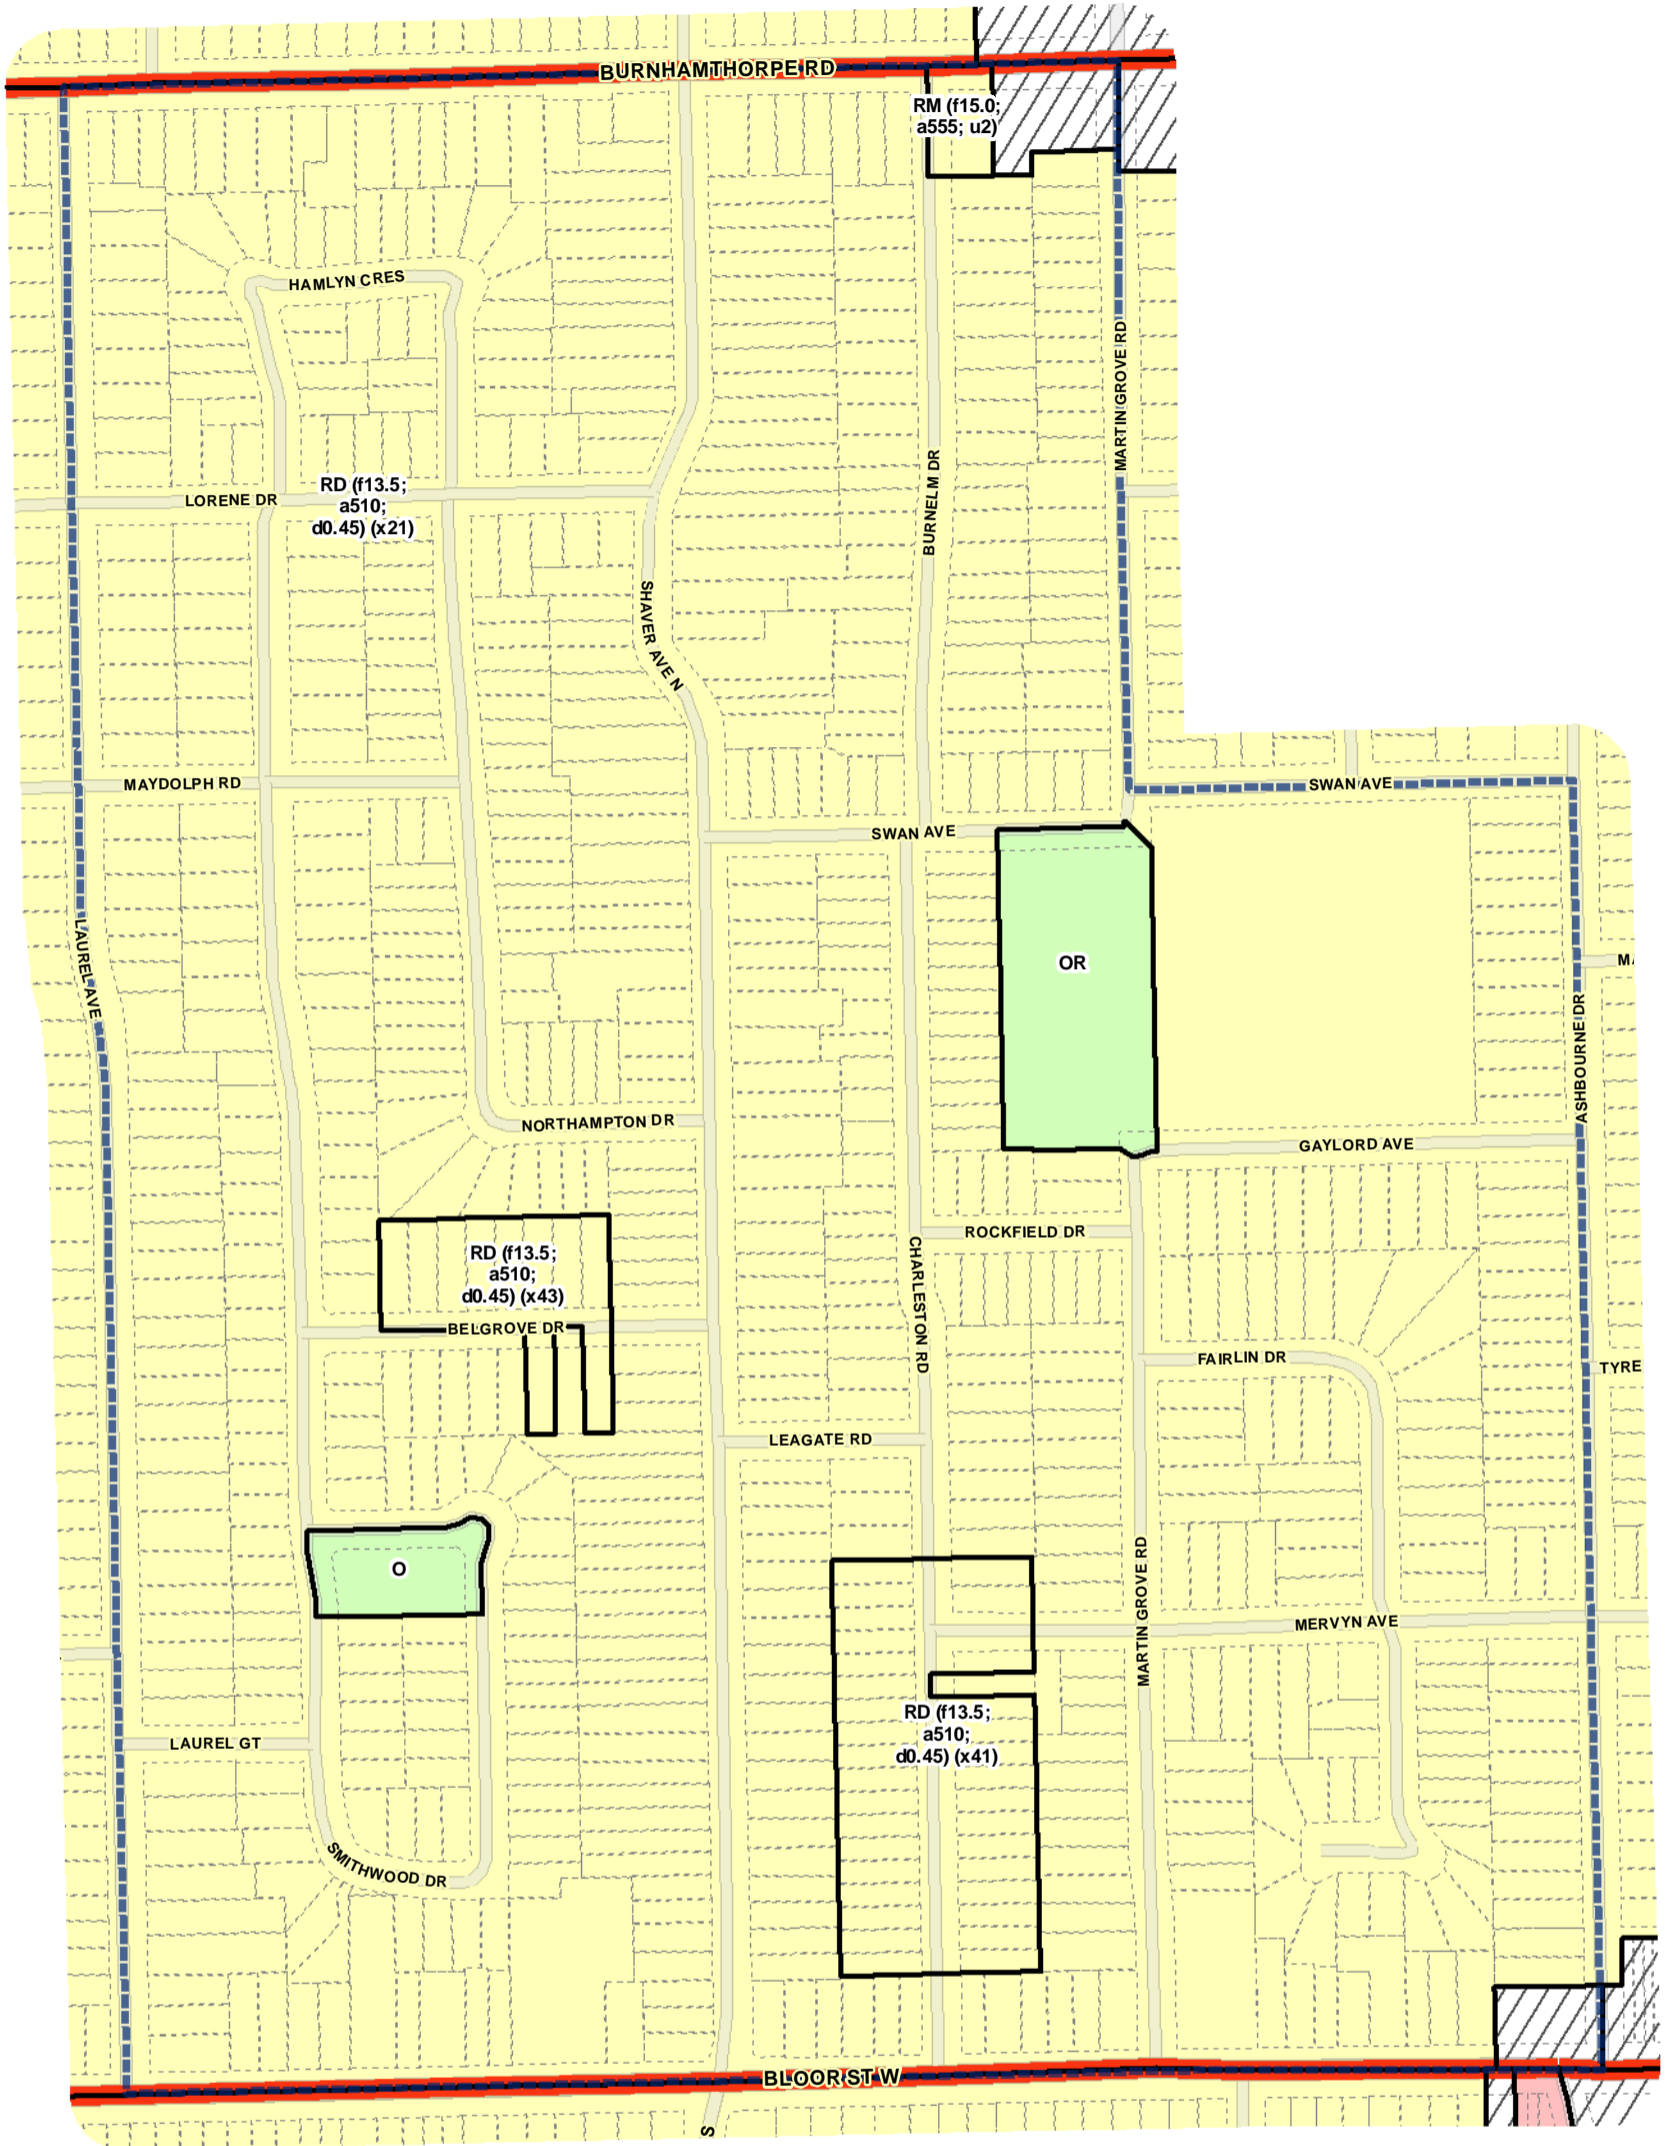 BURNHAMTHORPE RD
RM (f15.0;
a555; u2)
HAMLYN CRES
MARTIN GROVE RD
LORENE DR
RD (f13.5;
a510;
d0.45) (x21)
BURNELM DR
SHAVER AVE N
MAYDOLPH RD
SWAN AVE
SWAN AVE
LAUREL AVE
OR
MA
ASHBOURNE DR
NORTHAMPTON DR
GAYLORD AVE
ROCKFIELD DR
RD (f13.5;
a510;
d0.45) (x43)
CHARLESTON RD
BELGROVE DR
FAIRLIN DR
TYRE
LEAGATE RD
O
MARTIN GROVE RD
MERVYN AVE
RD (f13.5;
a510;
d0.45) (x41)
LAUREL GT
SMITHWOOD DR
BLOOR ST W
S